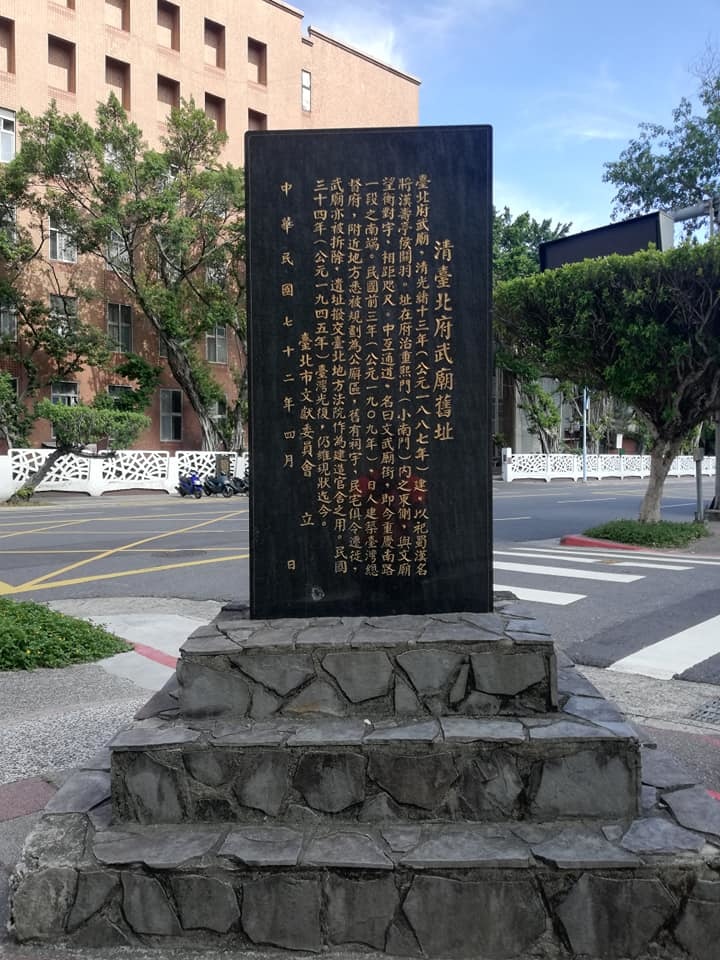 清臺北府武廟舊址
臺北府武廟,清光緒十三年(公元一八八七年)建,以祀蜀漢名
將漢壽亭侯關羽。址在府治重熙門(小南門)內之東側,與文廟
望衡對宇,相距咫尺。中互通道,名曰文武廟街,即今重慶南路
一段之南端。民國前三年(公元一九○九年),日人建築臺灣總
督府,附近地方悉被規劃為公廨區,舊有祠宇、民宅俱令遷徙,
武廟亦被拆除,遺址撥交臺北地方法院作為建造官舍之用。民國
三十四年(公元一九四五年)臺灣光復,仍維現狀迄今。
臺北市文獻委員會 立
中華民國七十二年四月 日